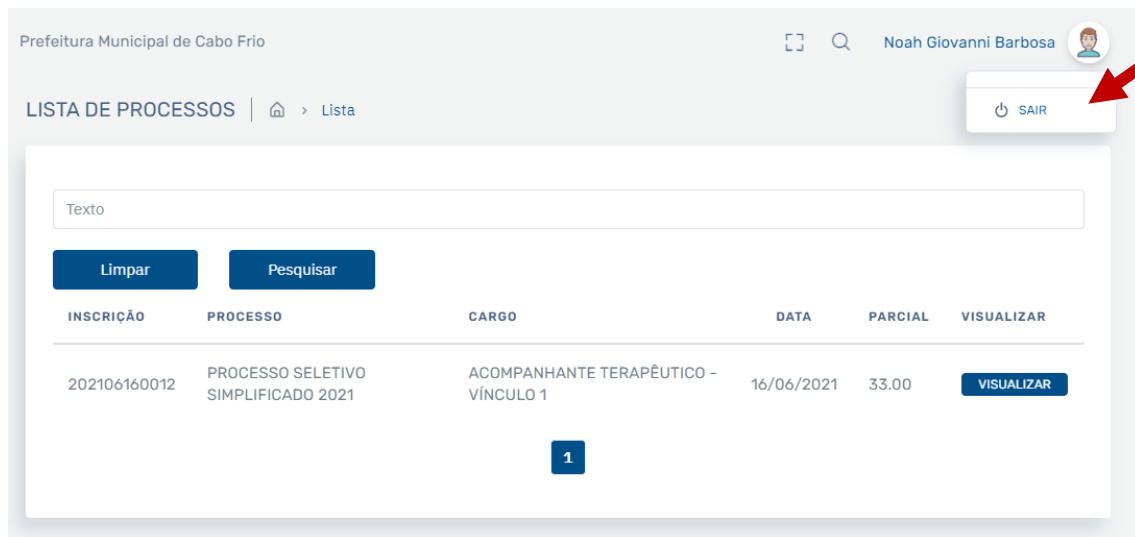 Prefeitura Municipal de Cabo Frio
Noah Giovanni Barbosa
LISTA DE PROCESSOS
Lista
SAIR
Texto
Limpar
Pesquisar
INSCRIÇÃO PROCESSO CARGO DATA PARCIAL VISUALIZAR
202106160012 PROCESSO SELETIVO SIMPLIFICADO 2021 ACOMPANHANTE TERAPÊUTICO - VÍNCULO 1 16/06/2021 33.00 VISUALIZAR
1